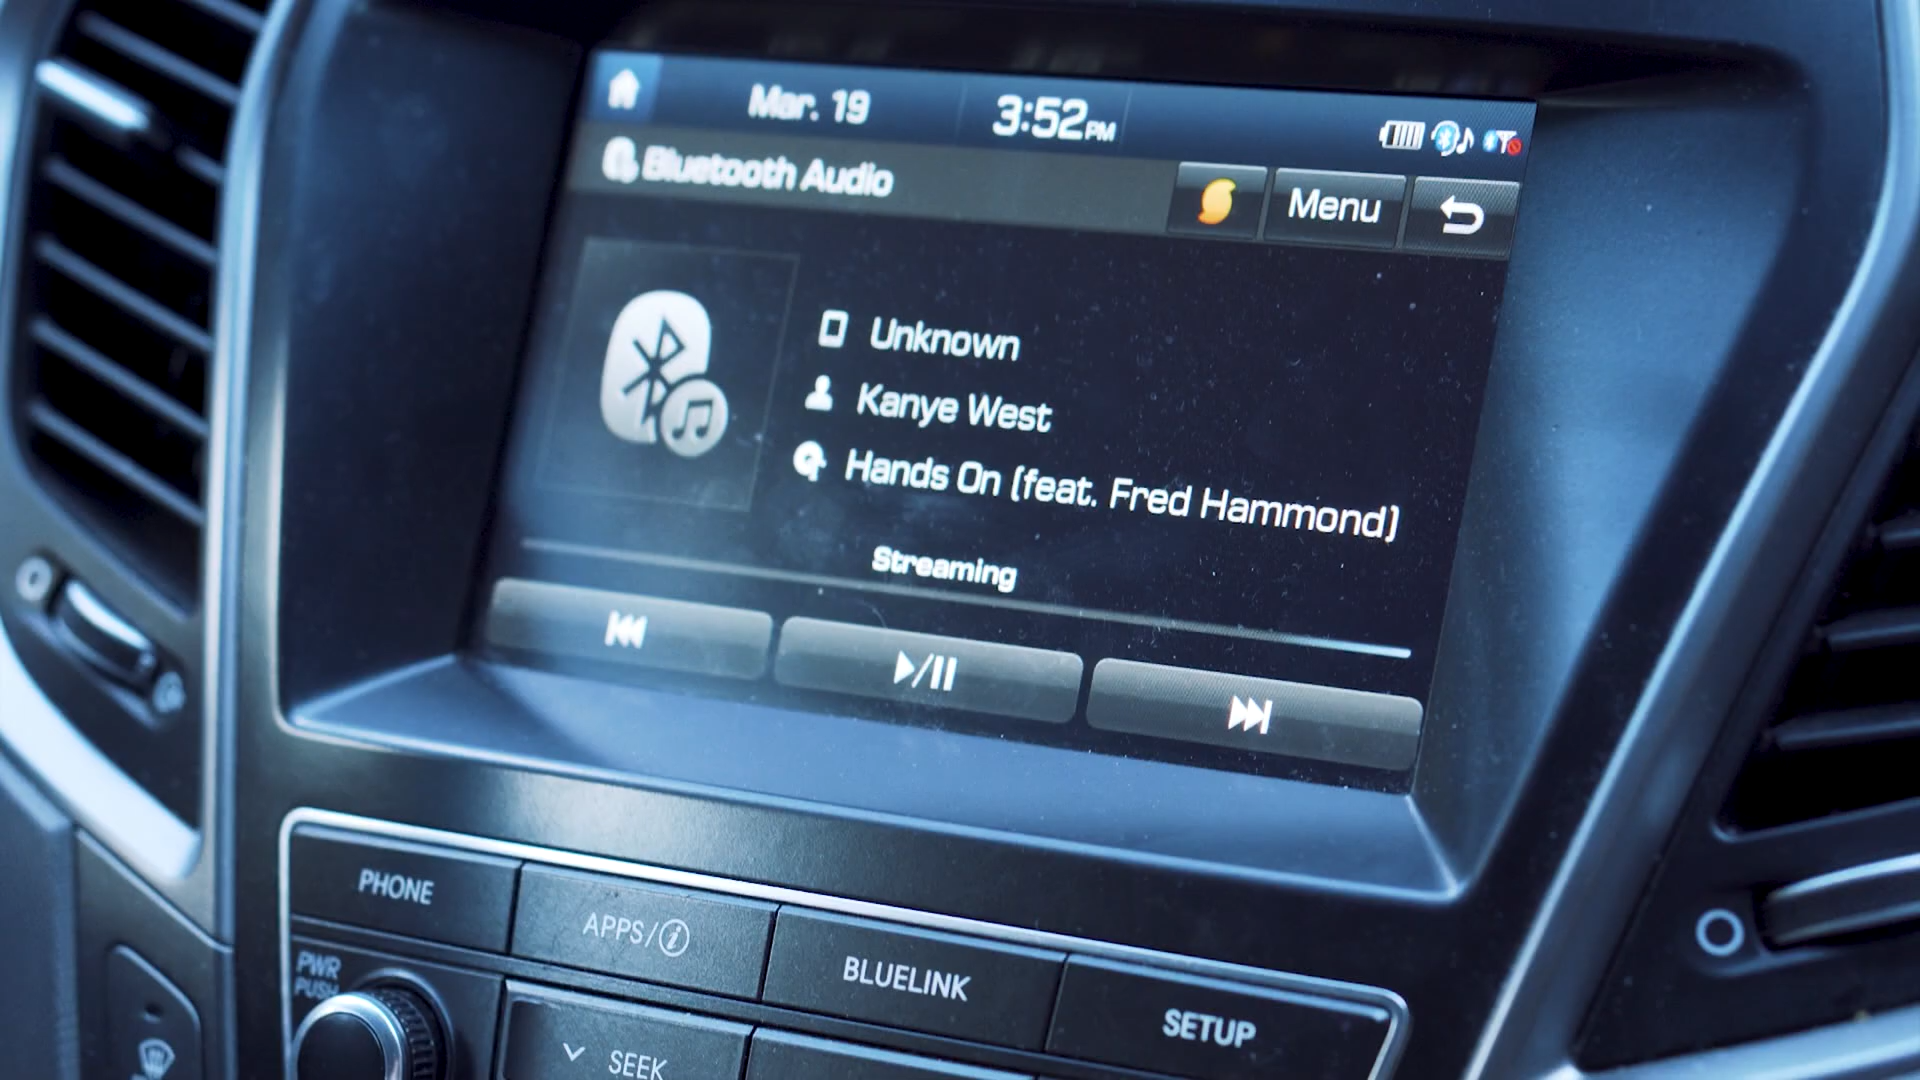 Mar. 19
3:52PM
Bluetooth Audio
Menu
Unknown
Kanye West
Hands On (feat. Fred Hammond)
Streaming
PHONE
APPS/i
BLUELINK
SETUP
PWR
PUSH
SEEK